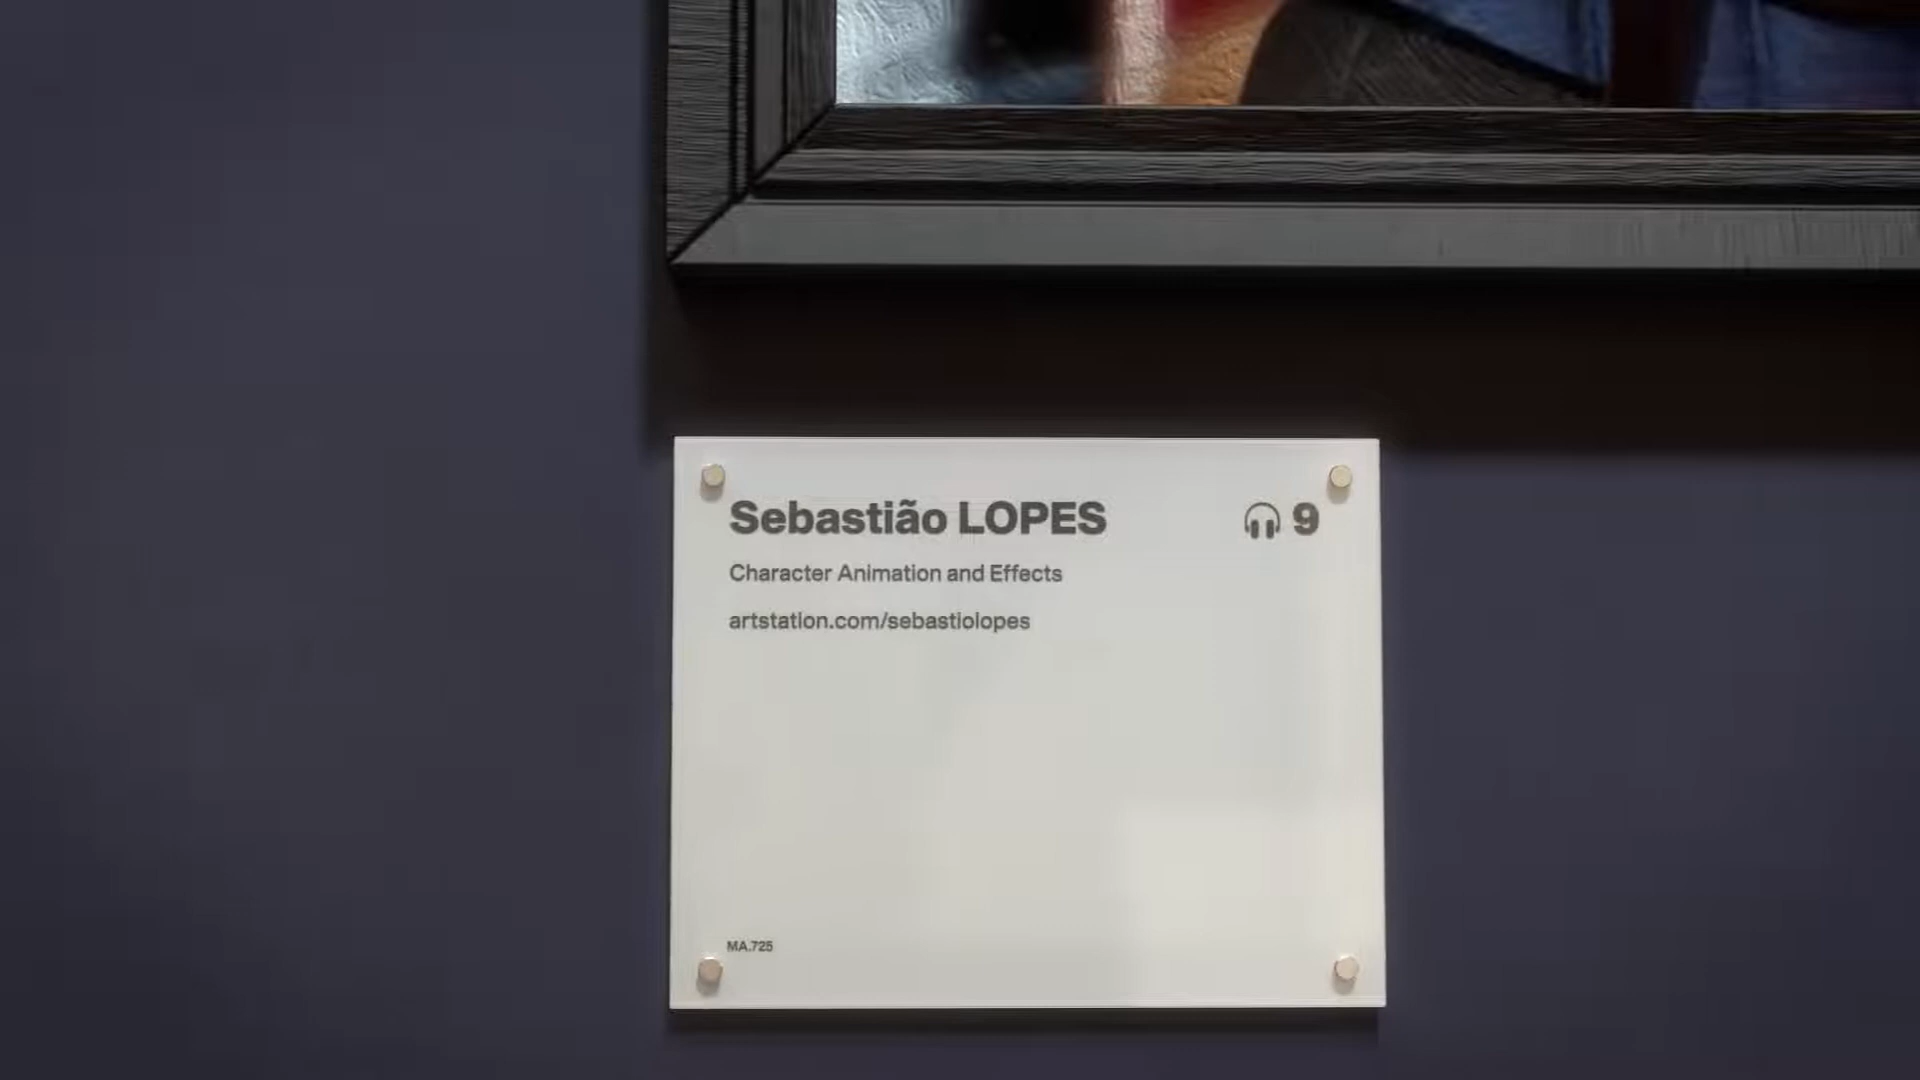 Sebastião LOPES 9
Character Animation and Effects
artstation.com/sebastiolopes
MA.725